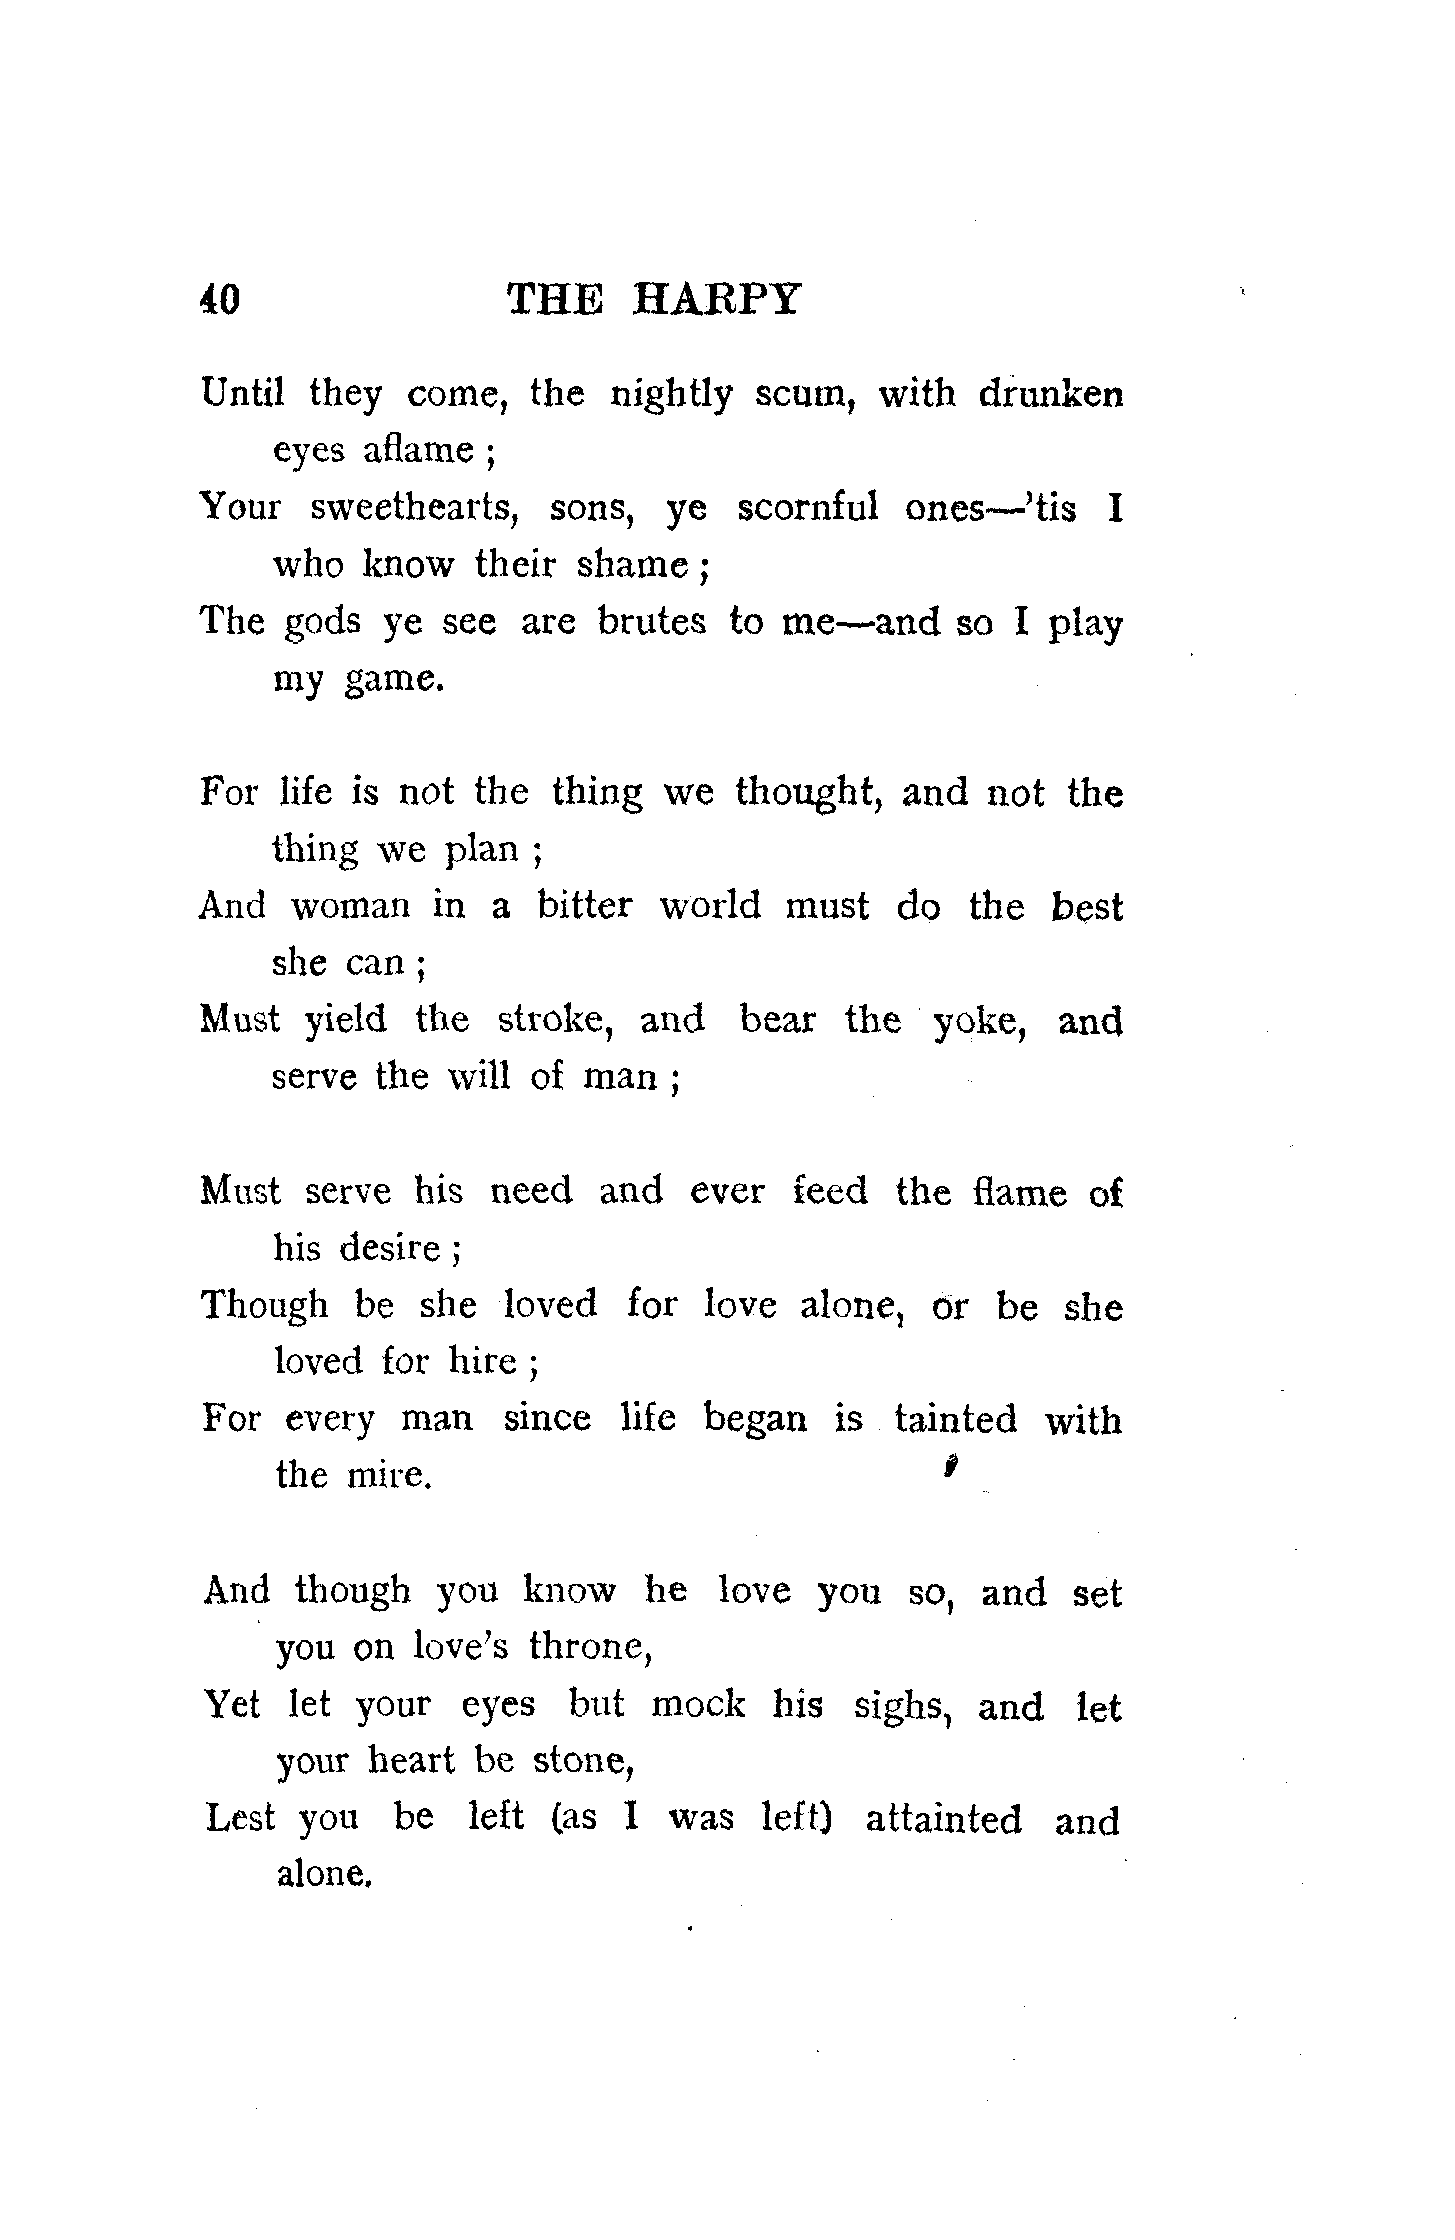 40 THE HARPY
Until they come, the nightly scum, with drunken
eyes aflame ;
Your sweethearts, sons, ye scornful ones—'tis I
who know their shame ;
The gods ye see are brutes to me—and so I play
my game.
For life is not the thing we thought, and not the
thing we plan ;
And woman in a bitter world must do the best
she can ;
Must yield the stroke, and bear the yoke, and
serve the will of man ;
Must serve his need and ever feed the flame of
his desire ;
Though be she loved for love alone, or be she
loved for hire ;
For every man since life began is tainted with
the mire.
And though you know he love you so, and set
you on love's throne,
Yet let your eyes but mock his sighs, and let
your heart be stone,
Lest you be left (as I was left) attainted and
alone.